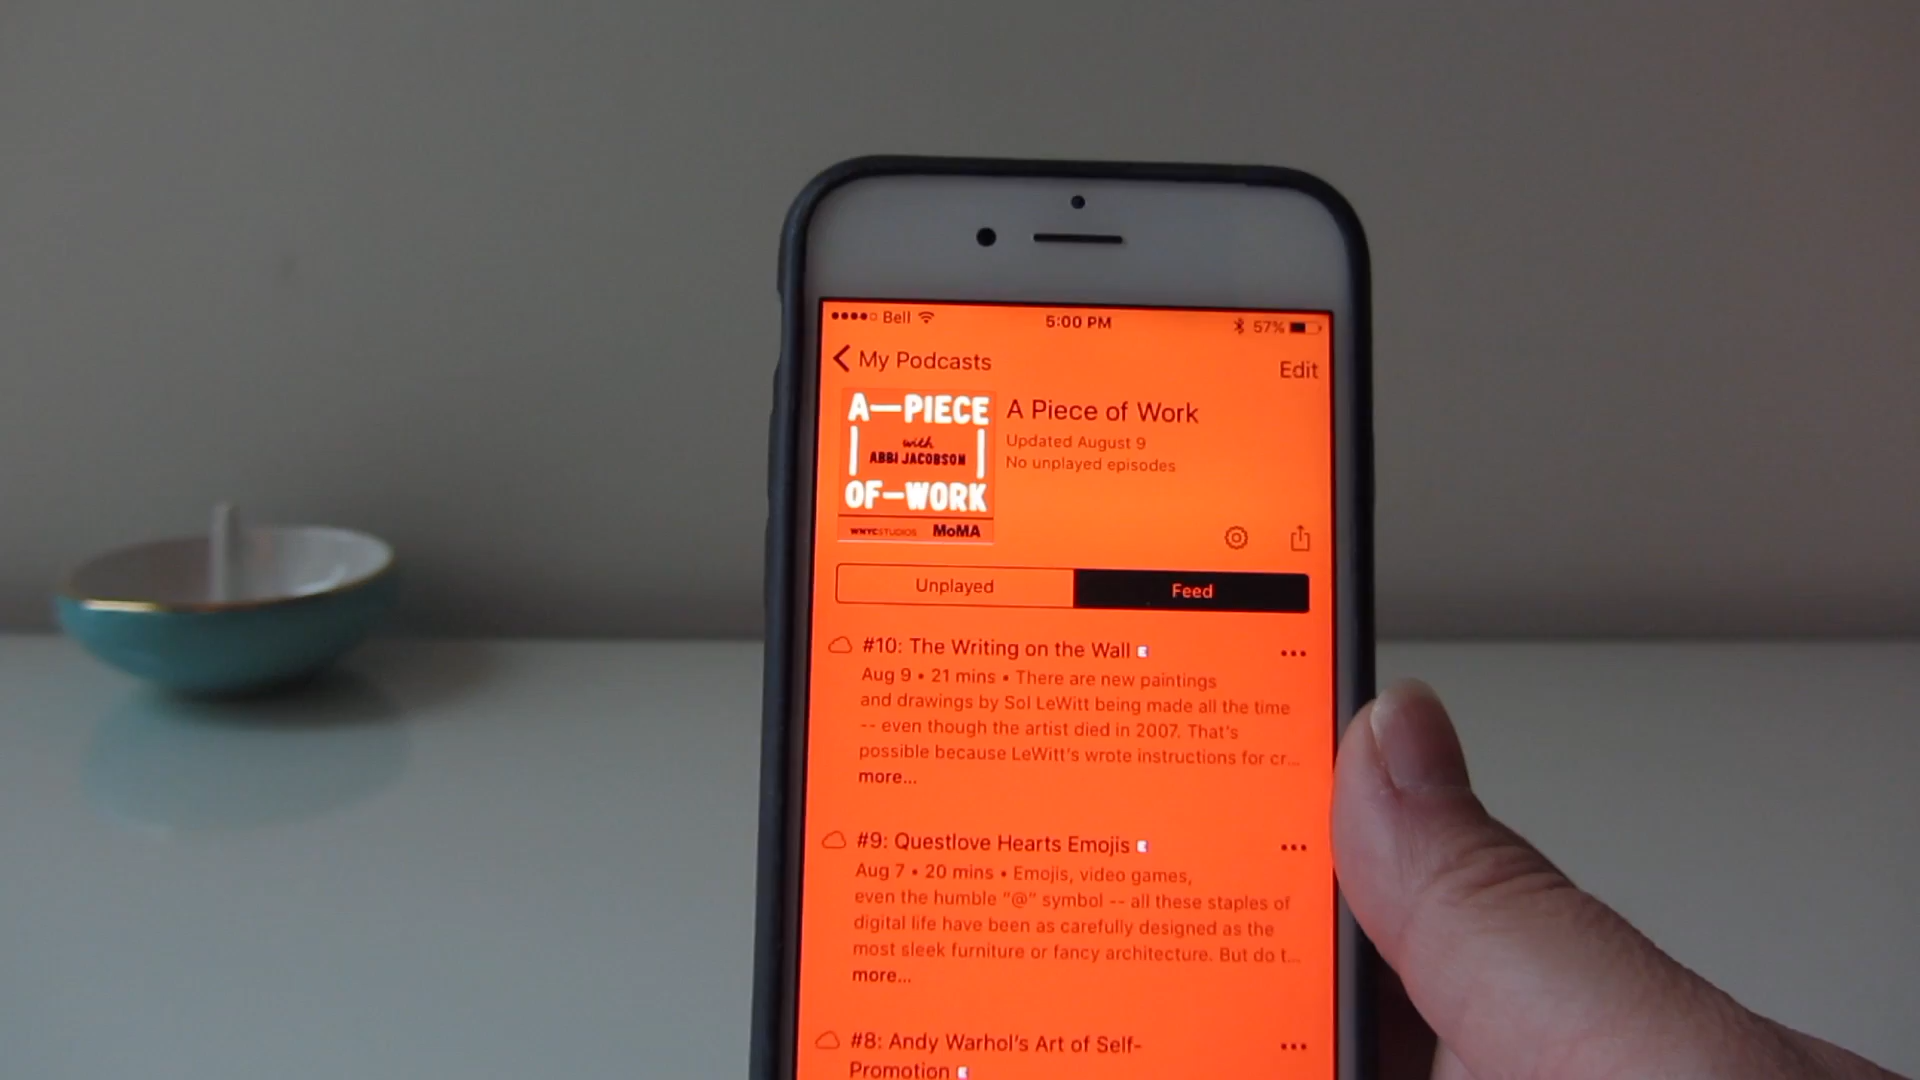 Bell
5:00 PM
57%
My Podcasts
Edit
A—PIECE
with
ABBI JACOBSON
OF—WORK
WNYCSTUDIOS MoMA
A Piece of Work
Updated August 9
No unplayed episodes
Unplayed
Feed
#10: The Writing on the Wall E
Aug 9 • 21 mins • There are new paintings
and drawings by Sol LeWitt being made all the time
-- even though the artist died in 2007. That's
possible because LeWitt's wrote instructions for cr...
more...
#9: Questlove Hearts Emojis E
Aug 7 • 20 mins • Emojis, video games,
even the humble "@" symbol -- all these staples of
digital life have been as carefully designed as the
most sleek furniture or fancy architecture. But do t...
more...
#8: Andy Warhol's Art of Self-
Promotion E